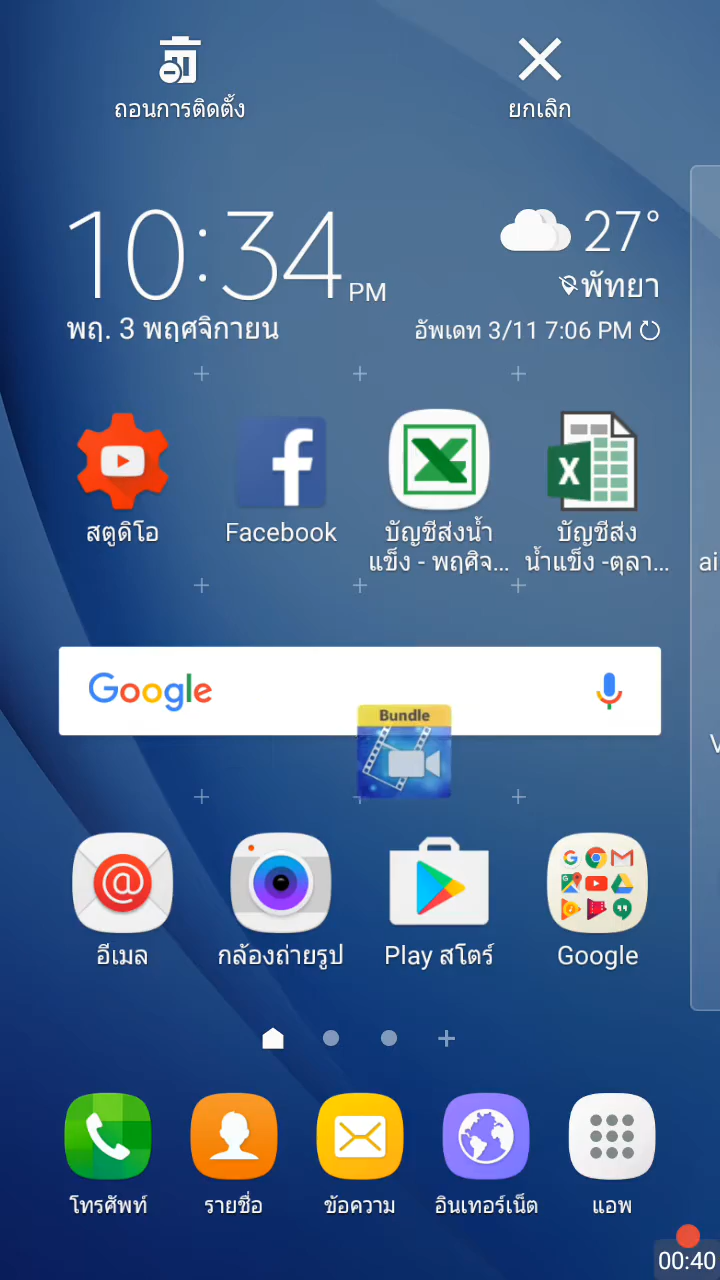 ถอนการติดตั้ง
ยกเลิก
10:34 PM
27°
พัทยา
พฤ. 3 พฤศจิกายน
อัพเดท 3/11 7:06 PM
สตูดิโอ
Facebook
บัญชีส่งน้ำ
แข็ง - พฤศจิ...
บัญชีส่ง
น้ำแข็ง -ตุลา...
ai
Google
Bundle
V
อีเมล
กล้องถ่ายรูป
Play สโตร์
Google
โทรศัพท์
รายชื่อ
ข้อความ
อินเทอร์เน็ต
แอพ
00:40